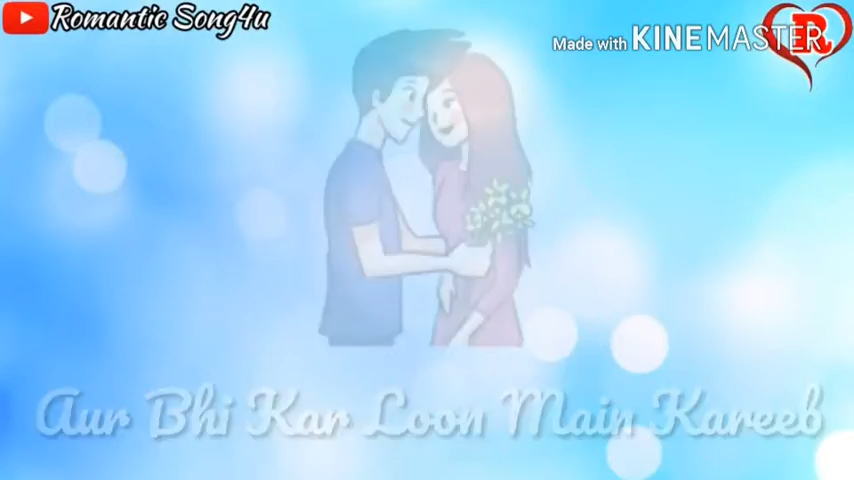 Romantic Song4u
Made with KINEMASTER
R
Aur Bhi Kar Loon Main Kareeb